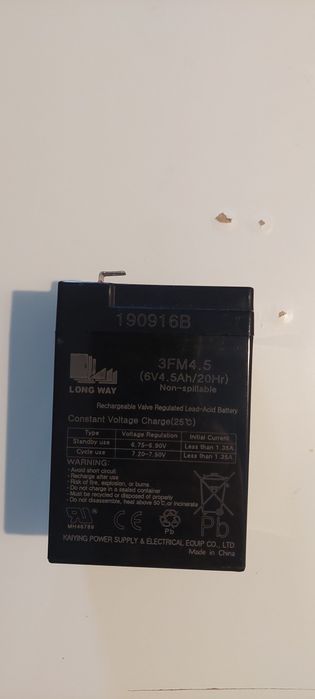 190916B
3FM4.5
(6V4.5Ah/20Hr)
Non-spillable
LONG WAY
Rechargeable Valve Regulated Lead-Acid Battery
Constant Voltage Charge(25℃)
Type Voltage Regulation Initial Current
Standby use 6.75-6.90V Less than 1.35A
Cycle use 7.20-7.50V Less than 1.35A
WARNING:
- Avoid short circuit
- Recharge after use
- Risk of fire, explosion, or burns
- Do not charge in a sealed container
- Must be recycled or disposed of properly
- Do not disassemble, heat above 50℃,or incinerate
MH46786
CE
Pb
Pb
KAIYING POWER SUPPLY & ELECTRICAL EQUIP CO., LTD.
Made in China